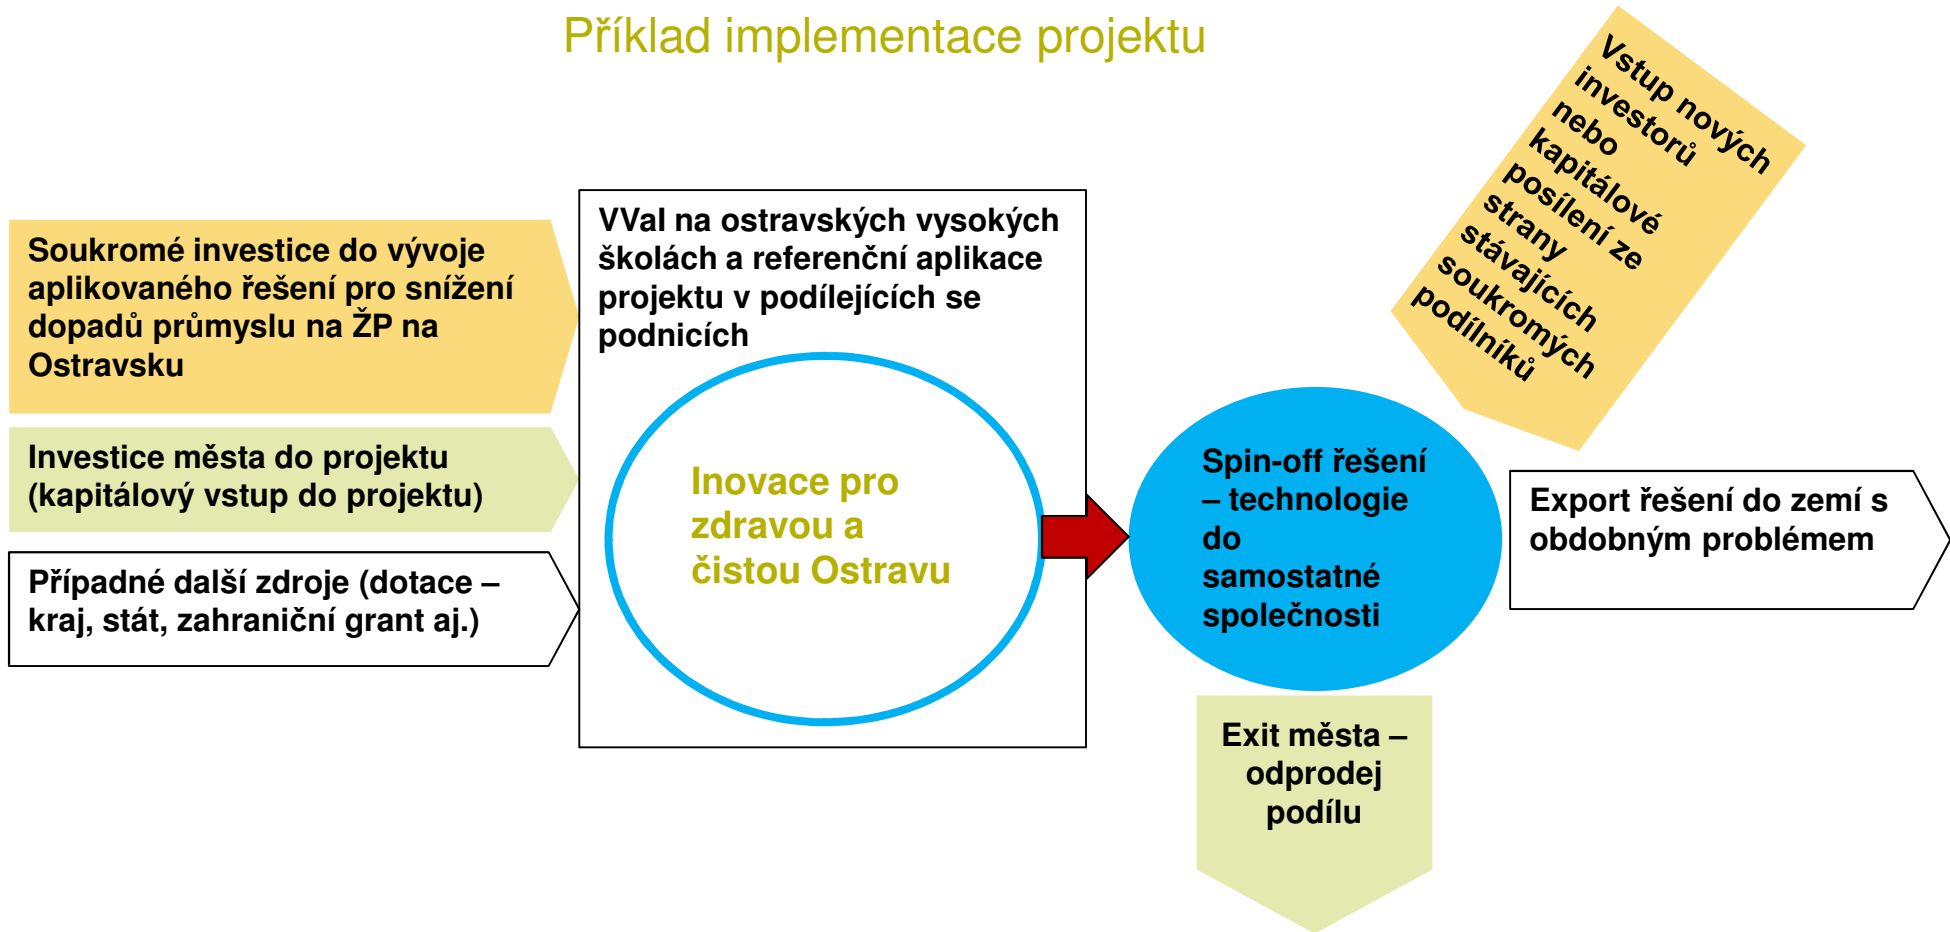 Příklad implementace projektu
Soukromé investice do vývoje
aplikovaného řešení pro snížení
dopadů průmyslu na ŽP na
Ostravsku
Investice města do projektu
(kapitálový vstup do projektu)
Případné další zdroje (dotace –
kraj, stát, zahraniční grant aj.)
VVaI na ostravských vysokých
školách a referenční aplikace
projektu v podílejících se
podnicích
Inovace pro
zdravou a
čistou Ostravu
Spin-off řešení
– technologie
do
samostatné
společnosti
Vstup nových
investorů
nebo
kapitálové
posílení ze
strany
stávajících
soukromých
podílníků
Export řešení do zemí s
obdobným problémem
Exit města –
odprodej
podílu